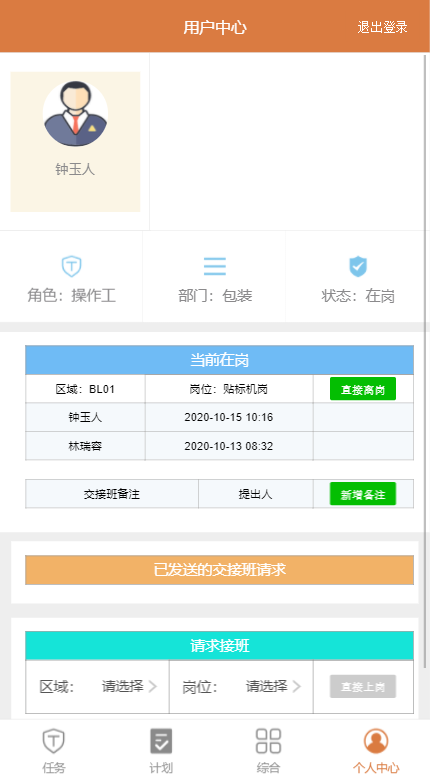 用户中心 退出登录
钟玉人
角色：操作工 部门：包装 状态：在岗
当前在岗
区域：BL01 岗位：贴标机岗 直接离岗
钟玉人 2020-10-15 10:16
林瑞容 2020-10-13 08:32
交接班备注 提出人 新增备注
已发送的交接班请求
请求接班
区域： 请选择 岗位： 请选择 直接上岗
任务 计划 综合 个人中心